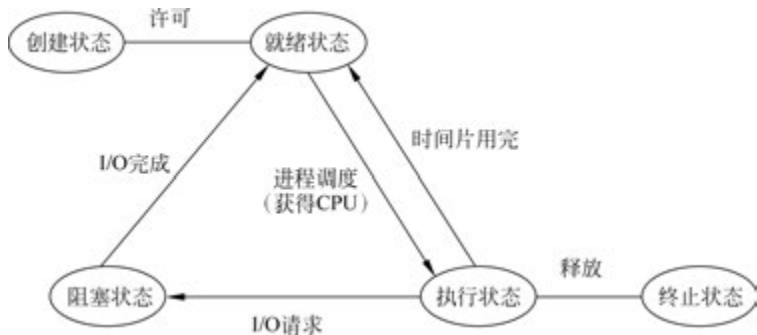 许可
创建状态
就绪状态
时间片用完
I/O完成
进程调度
（获得CPU）
释放
阻塞状态
执行状态
终止状态
I/O请求